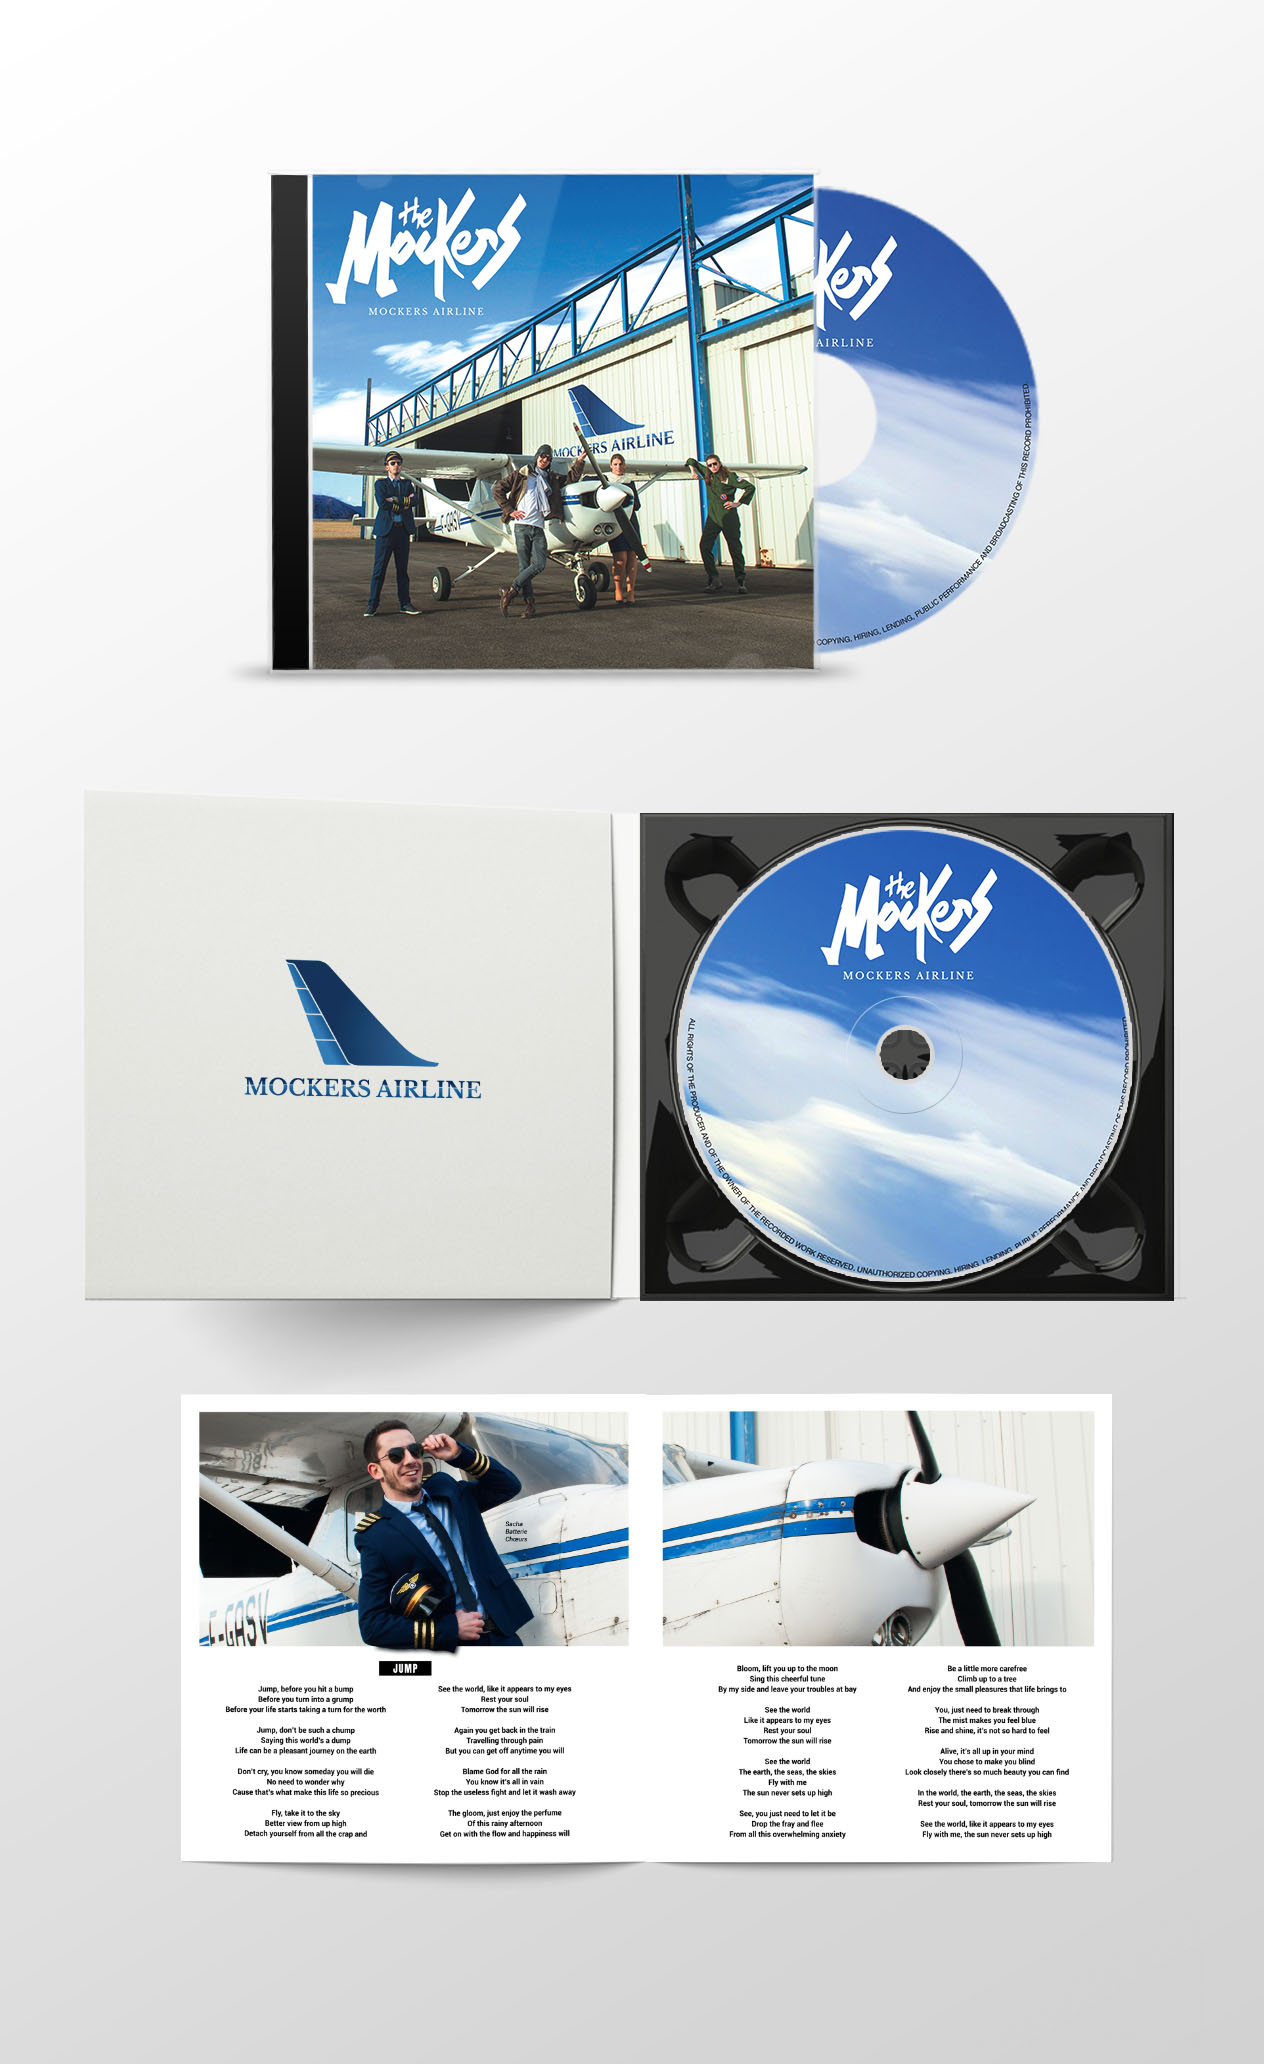 the
Mockers
MOCKERS AIRLINE
MOCKERS AIRLINE
F-GASV
kers
AIRLINE
COPYING, HIRING, LENDING, PUBLIC PERFORMANCE AND BROADCASTING OF THIS RECORD PROHIBITED
MOCKERS AIRLINE
the
Mockers
MOCKERS AIRLINE
ALL RIGHTS OF THE PRODUCER AND OF THE OWNER OF THE RECORDED WORK RESERVED. UNAUTHORIZED COPYING, HIRING, LENDING, PUBLIC PERFORMANCE AND BROADCASTING OF THIS RECORD PROHIBITED
Sacha
Batterie
Chœurs
F-GASV
JUMP
Jump, before you hit a bump
Before you turn into a grump
Before your life starts taking a turn for the worth
Jump, don't be such a chump
Saying this world's a dump
Life can be a pleasant journey on the earth
Don't cry, you know someday you will die
No need to wonder why
Cause that's what make this life so precious
Fly, take it to the sky
Better view from up high
Detach yourself from all the crap and
See the world, like it appears to my eyes
Rest your soul
Tomorrow the sun will rise
Again you get back in the train
Travelling through pain
But you can get off anytime you will
Blame God for all the rain
You know it's all in vain
Stop the useless fight and let it wash away
The gloom, just enjoy the perfume
Of this rainy afternoon
Get on with the flow and happiness will
Bloom, lift you up to the moon
Sing this cheerful tune
By my side and leave your troubles at bay
See the world
Like it appears to my eyes
Rest your soul
Tomorrow the sun will rise
See the world
The earth, the seas, the skies
Fly with me
The sun never sets up high
See, you just need to let it be
Drop the fray and flee
From all this overwhelming anxiety
Be a little more carefree
Climb up to a tree
And enjoy the small pleasures that life brings to
You, just need to break through
The mist makes you feel blue
Rise and shine, it's not so hard to feel
Alive, it's all up in your mind
You chose to make you blind
Look closely there's so much beauty you can find
In the world, the earth, the seas, the skies
Rest your soul, tomorrow the sun will rise
See the world, like it appears to my eyes
Fly with me, the sun never sets up high